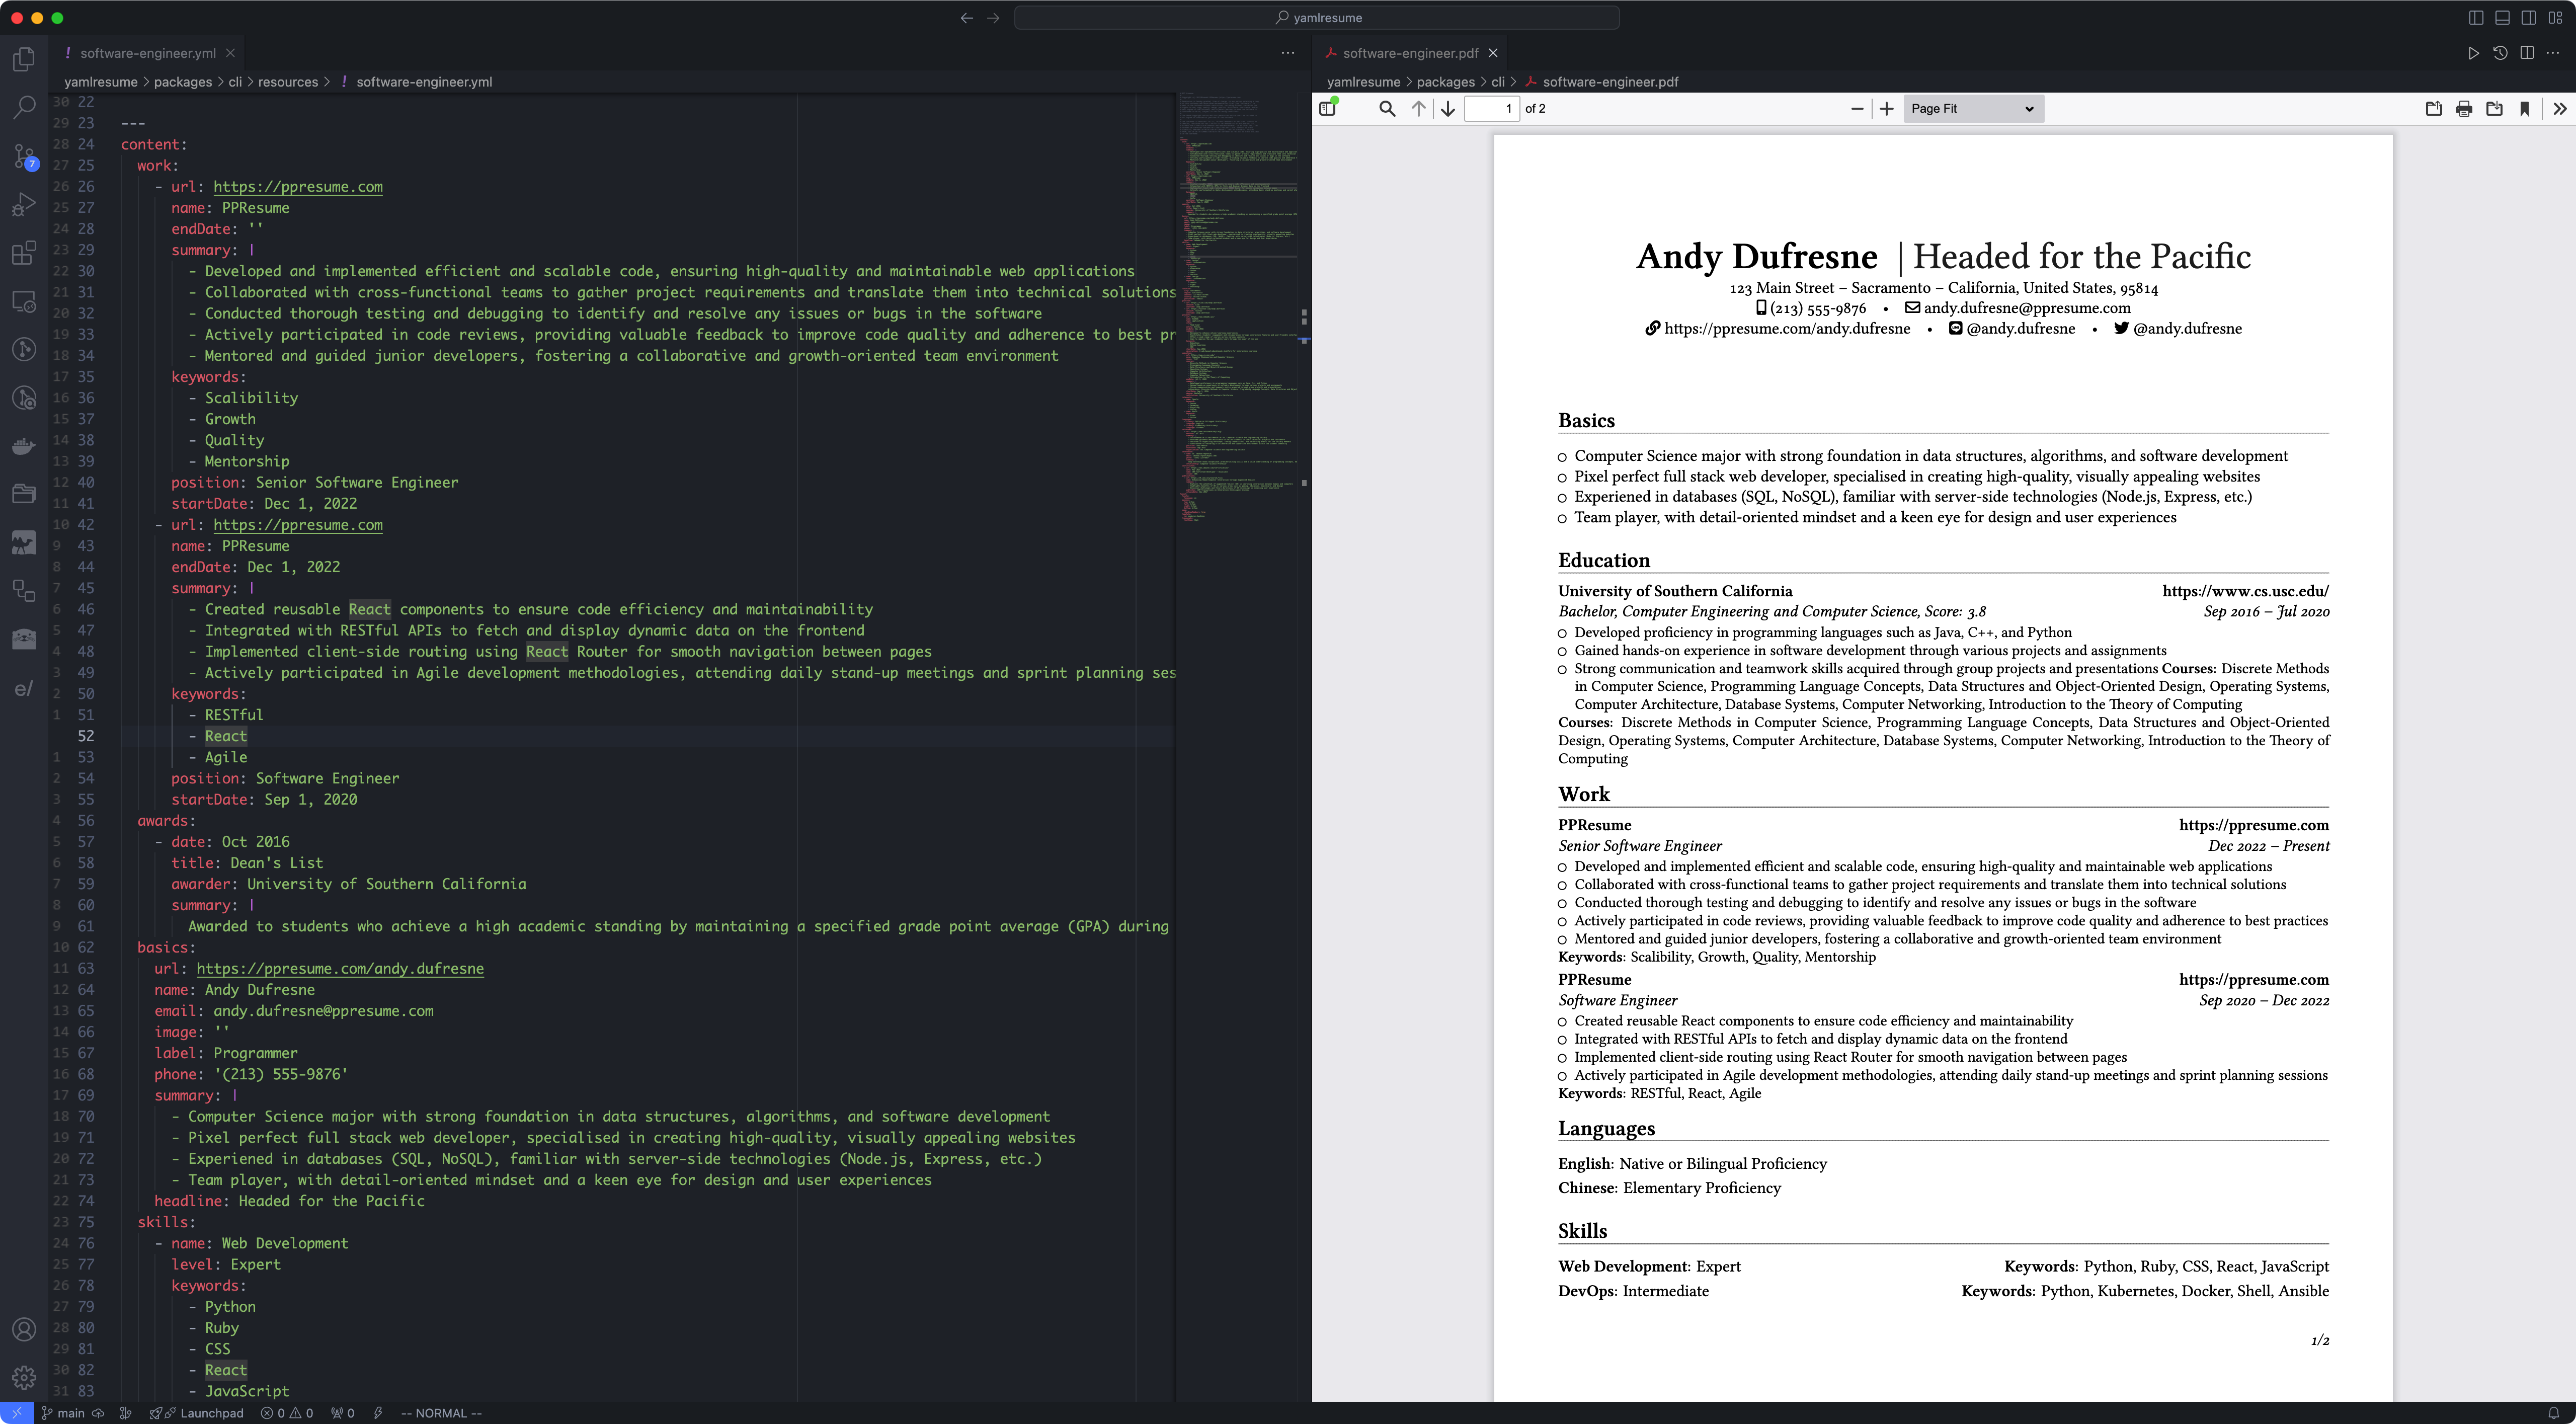 yamlresume
software-engineer.yml
yamlresume > packages > cli > resources > ! software-engineer.yml
7
30 22
29 23 ---
28 24 content:
27 25 work:
26 26 - url: https://ppresume.com
25 27 name: PPResume
24 28 endDate: ''
23 29 summary: |
22 30 - Developed and implemented efficient and scalable code, ensuring high-quality and maintainable web applications
21 31 - Collaborated with cross-functional teams to gather project requirements and translate them into technical solutions
20 32 - Conducted thorough testing and debugging to identify and resolve any issues or bugs in the software
19 33 - Actively participated in code reviews, providing valuable feedback to improve code quality and adherence to best pr
18 34 - Mentored and guided junior developers, fostering a collaborative and growth-oriented team environment
17 35 keywords:
16 36 - Scalibility
15 37 - Growth
14 38 - Quality
13 39 - Mentorship
12 40 position: Senior Software Engineer
11 41 startDate: Dec 1, 2022
10 42 - url: https://ppresume.com
9 43 name: PPResume
8 44 endDate: Dec 1, 2022
7 45 summary: |
6 46 - Created reusable React components to ensure code efficiency and maintainability
5 47 - Integrated with RESTful APIs to fetch and display dynamic data on the frontend
4 48 - Implemented client-side routing using React Router for smooth navigation between pages
3 49 - Actively participated in Agile development methodologies, attending daily stand-up meetings and sprint planning ses
2 50 keywords:
1 51 - RESTful
52 - React
1 53 - Agile
2 54 position: Software Engineer
3 55 startDate: Sep 1, 2020
4 56 awards:
5 57 - date: Oct 2016
6 58 title: Dean's List
7 59 awarder: University of Southern California
8 60 summary: |
9 61 Awarded to students who achieve a high academic standing by maintaining a specified grade point average (GPA) during
10 62 basics:
11 63 url: https://ppresume.com/andy.dufresne
12 64 name: Andy Dufresne
13 65 email: andy.dufresne@ppresume.com
14 66 image: ''
15 67 label: Programmer
16 68 phone: '(213) 555-9876'
17 69 summary: |
18 70 - Computer Science major with strong foundation in data structures, algorithms, and software development
19 71 - Pixel perfect full stack web developer, specialised in creating high-quality, visually appealing websites
20 72 - Experiened in databases (SQL, NoSQL), familiar with server-side technologies (Node.js, Express, etc.)
21 73 - Team player, with detail-oriented mindset and a keen eye for design and user experiences
22 74 headline: Headed for the Pacific
23 75 skills:
24 76 - name: Web Development
25 77 level: Expert
26 78 keywords:
27 79 - Python
28 80 - Ruby
29 81 - CSS
30 82 - React
31 83 - JavaScript
e/
main Launchpad 0 0 0 -- NORMAL --
software-engineer.pdf
yamlresume > packages > cli > software-engineer.pdf
1 of 2 Page Fit
Andy Dufresne | Headed for the Pacific
123 Main Street – Sacramento – California, United States, 95814
(213) 555-9876 • andy.dufresne@ppresume.com
https://ppresume.com/andy.dufresne • @andy.dufresne • @andy.dufresne
Basics
Computer Science major with strong foundation in data structures, algorithms, and software development
Pixel perfect full stack web developer, specialised in creating high-quality, visually appealing websites
Experiened in databases (SQL, NoSQL), familiar with server-side technologies (Node.js, Express, etc.)
Team player, with detail-oriented mindset and a keen eye for design and user experiences
Education
University of Southern California https://www.cs.usc.edu/
Bachelor, Computer Engineering and Computer Science, Score: 3.8 Sep 2016 – Jul 2020
Developed proficiency in programming languages such as Java, C++, and Python
Gained hands-on experience in software development through various projects and assignments
Strong communication and teamwork skills acquired through group projects and presentations Courses: Discrete Methods
in Computer Science, Programming Language Concepts, Data Structures and Object-Oriented Design, Operating Systems,
Computer Architecture, Database Systems, Computer Networking, Introduction to the Theory of Computing
Courses: Discrete Methods in Computer Science, Programming Language Concepts, Data Structures and Object-Oriented
Design, Operating Systems, Computer Architecture, Database Systems, Computer Networking, Introduction to the Theory of
Computing
Work
PPResume https://ppresume.com
Senior Software Engineer Dec 2022 – Present
Developed and implemented efficient and scalable code, ensuring high-quality and maintainable web applications
Collaborated with cross-functional teams to gather project requirements and translate them into technical solutions
Conducted thorough testing and debugging to identify and resolve any issues or bugs in the software
Actively participated in code reviews, providing valuable feedback to improve code quality and adherence to best practices
Mentored and guided junior developers, fostering a collaborative and growth-oriented team environment
Keywords: Scalibility, Growth, Quality, Mentorship
PPResume https://ppresume.com
Software Engineer Sep 2020 – Dec 2022
Created reusable React components to ensure code efficiency and maintainability
Integrated with RESTful APIs to fetch and display dynamic data on the frontend
Implemented client-side routing using React Router for smooth navigation between pages
Actively participated in Agile development methodologies, attending daily stand-up meetings and sprint planning sessions
Keywords: RESTful, React, Agile
Languages
English: Native or Bilingual Proficiency
Chinese: Elementary Proficiency
Skills
Web Development: Expert Keywords: Python, Ruby, CSS, React, JavaScript
DevOps: Intermediate Keywords: Python, Kubernetes, Docker, Shell, Ansible
1/2